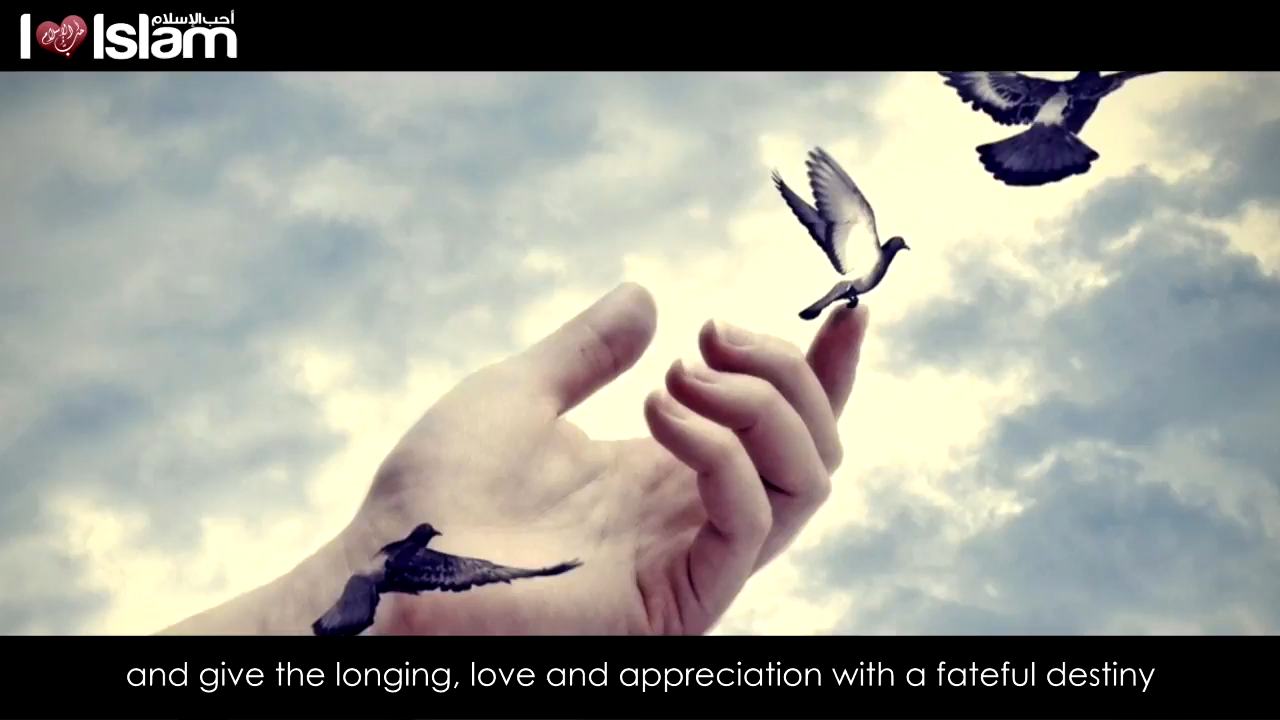 أحب الإسلام
I Islam
and give the longing, love and appreciation with a fateful destiny